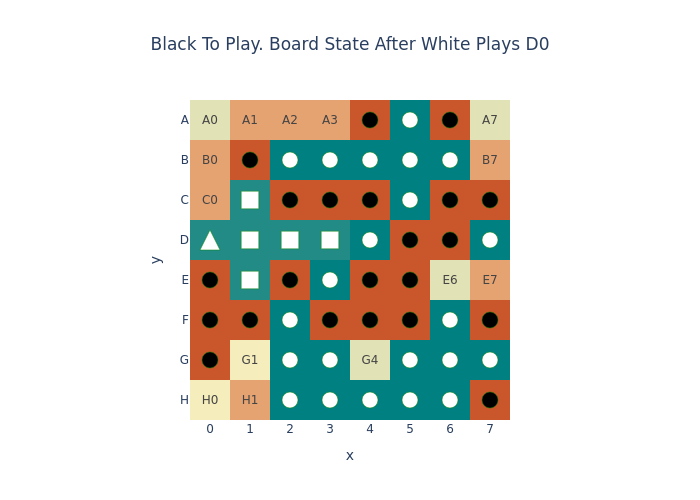 Black To Play. Board State After White Plays D0
A A0 A1 A2 A3 A7
B B0 B7
C C0
D
E E6 E7
F
G G1 G4
H H0 H1
0 1 2 3 4 5 6 7
x
y